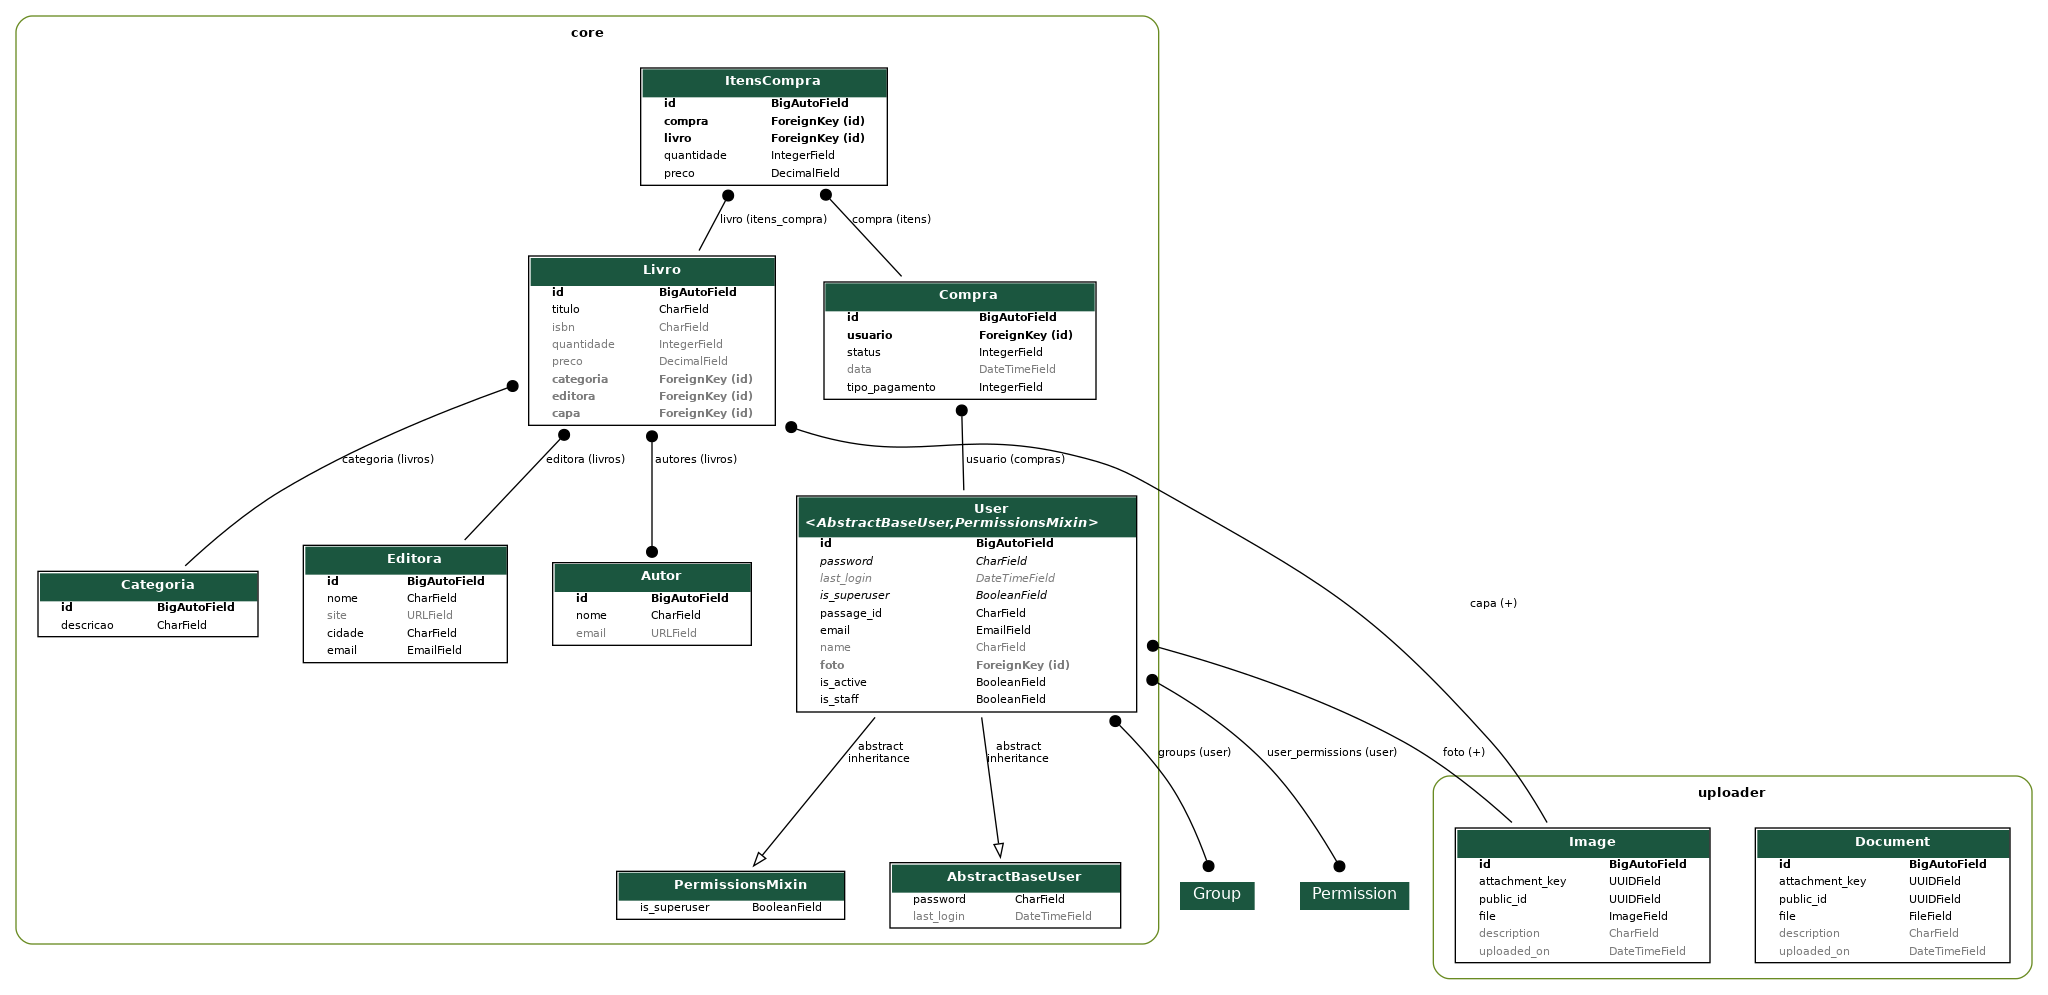 core
ItensCompra
id BigAutoField
compra ForeignKey (id)
livro ForeignKey (id)
quantidade IntegerField
preco DecimalField
livro (itens_compra)
compra (itens)
Livro
id BigAutoField
titulo CharField
isbn CharField
quantidade IntegerField
preco DecimalField
categoria ForeignKey (id)
editora ForeignKey (id)
capa ForeignKey (id)
Compra
id BigAutoField
usuario ForeignKey (id)
status IntegerField
data DateTimeField
tipo_pagamento IntegerField
categoria (livros)
editora (livros)
autores (livros)
usuario (compras)
Categoria
id BigAutoField
descricao CharField
Editora
id BigAutoField
nome CharField
site URLField
cidade CharField
email EmailField
Autor
id BigAutoField
nome CharField
email URLField
User
<AbstractBaseUser,PermissionsMixin>
id BigAutoField
password CharField
last_login DateTimeField
is_superuser BooleanField
passage_id CharField
email EmailField
name CharField
foto ForeignKey (id)
is_active BooleanField
is_staff BooleanField
capa (+)
abstract
inheritance
abstract
inheritance
groups (user)
user_permissions (user)
foto (+)
PermissionsMixin
is_superuser BooleanField
AbstractBaseUser
password CharField
last_login DateTimeField
Group
Permission
uploader
Image
id BigAutoField
attachment_key UUIDField
public_id UUIDField
file ImageField
description CharField
uploaded_on DateTimeField
Document
id BigAutoField
attachment_key UUIDField
public_id UUIDField
file FileField
description CharField
uploaded_on DateTimeField